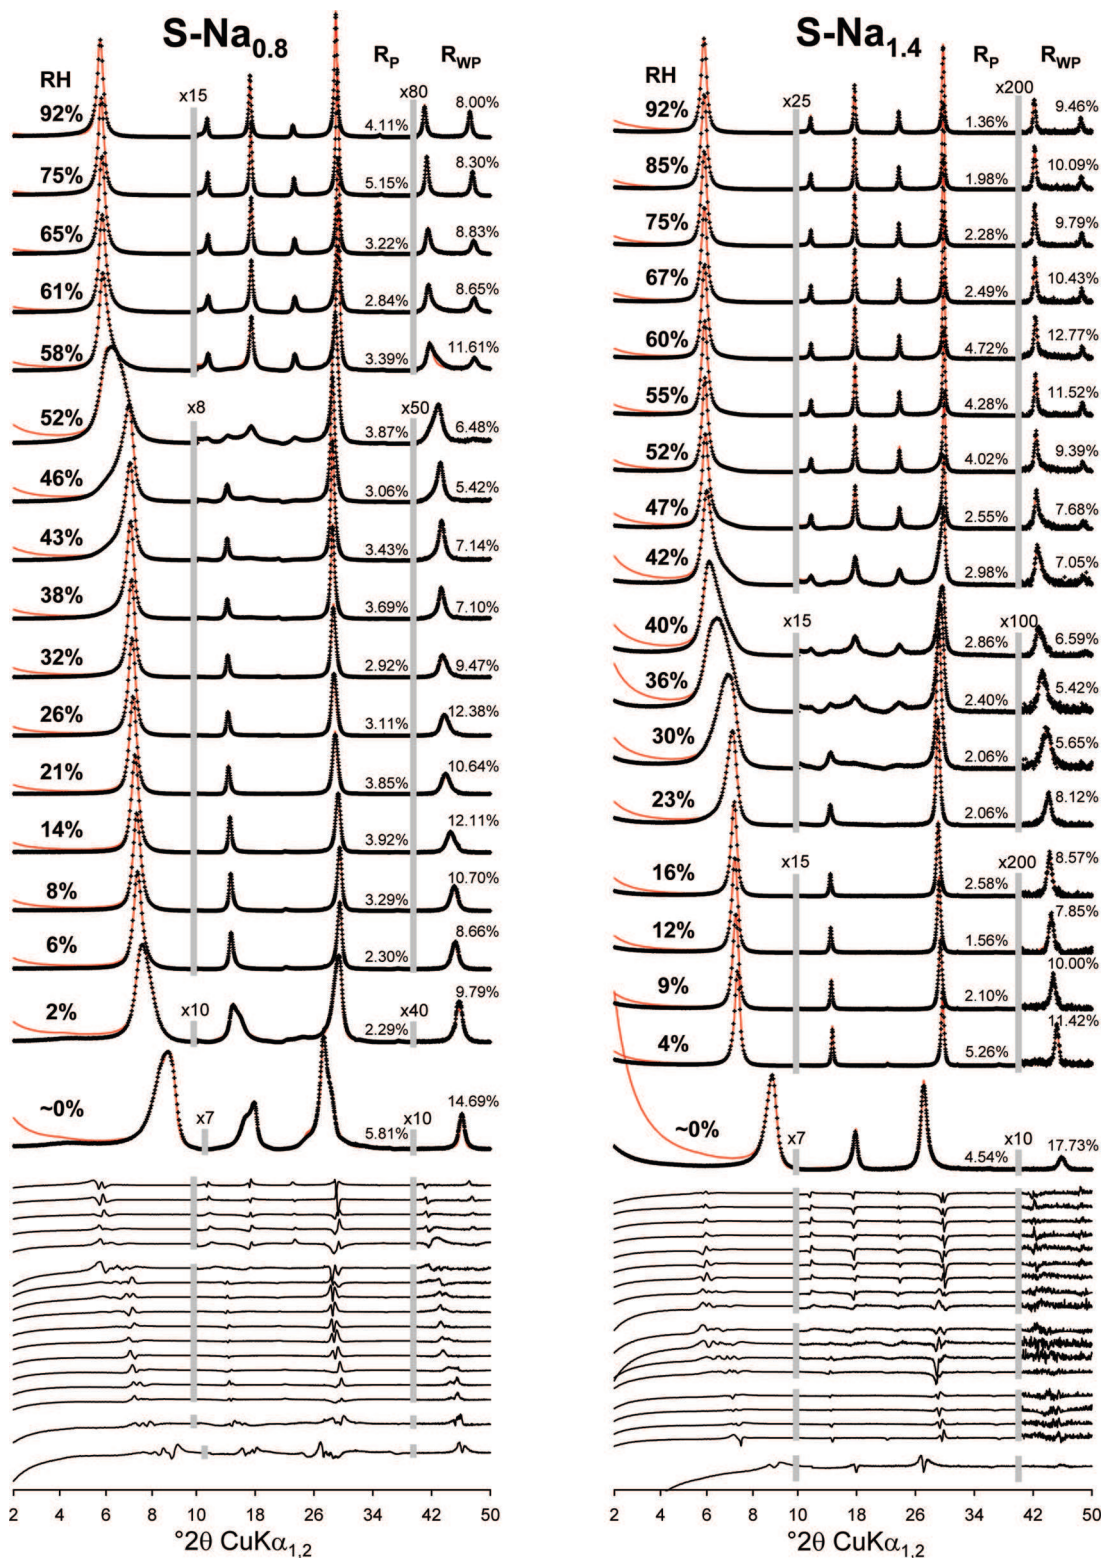 S-Na0.8
RH RP RWP
x15 x80
92% 4.11% 8.00%
75% 5.15% 8.30%
65% 3.22% 8.83%
61% 2.84% 8.65%
58% 3.39% 11.61%
x8 x50
52% 3.87% 6.48%
46% 3.06% 5.42%
43% 3.43% 7.14%
38% 3.69% 7.10%
32% 2.92% 9.47%
26% 3.11% 12.38%
21% 3.85% 10.64%
14% 3.92% 12.11%
8% 3.29% 10.70%
6% 2.30% 8.66%
2% x10 2.29% x40 9.79%
~0% x7 5.81% x10 14.69%
2 4 6 8 10 18 26 34 42 50
°2θ CuKα1,2
S-Na1.4
RH RP RWP
x25 x200
92% 1.36% 9.46%
85% 1.98% 10.09%
75% 2.28% 9.79%
67% 2.49% 10.43%
60% 4.72% 12.77%
55% 4.28% 11.52%
52% 4.02% 9.39%
47% 2.55% 7.68%
42% 2.98% 7.05%
x15 x100
40% 2.86% 6.59%
36% 2.40% 5.42%
30% 2.06% 5.65%
23% 2.06% 8.12%
x15 x200
16% 2.58% 8.57%
12% 1.56% 7.85%
9% 2.10% 10.00%
4% 5.26% 11.42%
~0% x7 4.54% x10 17.73%
2 4 6 8 10 18 26 34 42 50
°2θ CuKα1,2